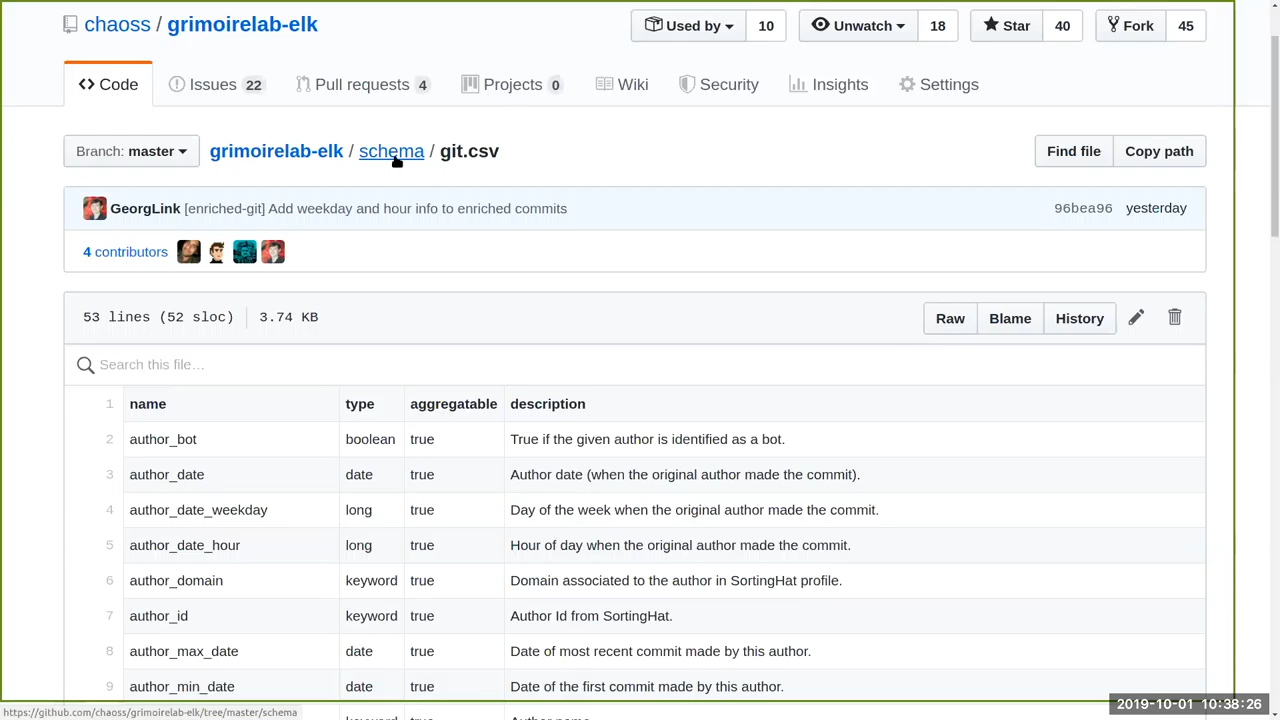 chaoss / grimoirelab-elk
Used by 10 Unwatch 18 Star 40 Fork 45
Code Issues 22 Pull requests 4 Projects 0 Wiki Security Insights Settings
Branch: master grimoirelab-elk / schema / git.csv Find file Copy path
GeorgLink [enriched-git] Add weekday and hour info to enriched commits 96bea96 yesterday
4 contributors
53 lines (52 sloc) 3.74 KB Raw Blame History
Search this file…
1 name type aggregatable description
2 author_bot boolean true True if the given author is identified as a bot.
3 author_date date true Author date (when the original author made the commit).
4 author_date_weekday long true Day of the week when the original author made the commit.
5 author_date_hour long true Hour of day when the original author made the commit.
6 author_domain keyword true Domain associated to the author in SortingHat profile.
7 author_id keyword true Author Id from SortingHat.
8 author_max_date date true Date of most recent commit made by this author.
9 author_min_date date true Date of the first commit made by this author.
keyword true Author name.
https://github.com/chaoss/grimoirelab-elk/tree/master/schema
2019-10-01 10:38:26